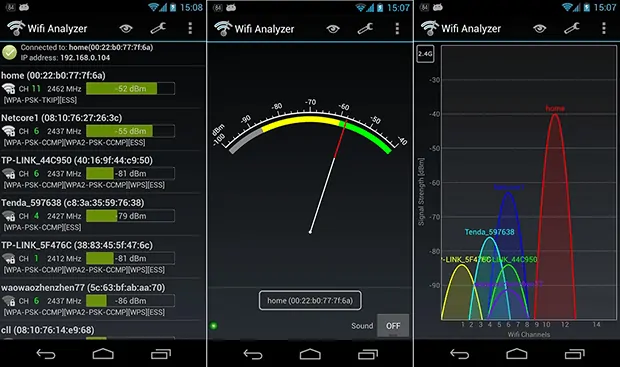 84
15:08
Wifi Analyzer
Connected to: home(00:22:b0:77:7f:6a)
IP address: 192.168.0.104
home (00:22:b0:77:7f:6a)
CH 11 2462 MHz -52 dBm
[WPA-PSK-TKIP][ESS]
Netcore1 (08:10:76:27:26:3c)
CH 6 2437 MHz -55 dBm
[WPA-PSK-CCMP][WPA2-PSK-CCMP][ESS]
TP-LINK_44C950 (40:16:9f:44:c9:50)
CH 6 2437 MHz -81 dBm
[WPA-PSK-CCMP][WPA2-PSK-CCMP][WPS][ESS]
Tenda_597638 (c8:3a:35:59:76:38)
CH 4 2427 MHz -79 dBm
[WPA-PSK-CCMP][ESS]
TP-LINK_5F476C (38:83:45:5f:47:6c)
CH 1 2412 MHz -81 dBm
[WPA-PSK-CCMP][WPA2-PSK-CCMP][WPS][ESS]
waowaozhenzhen77 (5c:63:bf:ab:aa:70)
CH 6 2437 MHz -86 dBm
[WPA-PSK-CCMP][WPA2-PSK-CCMP][ESS]
cll (08:10:76:14:e9:68)
84
15:07
Wifi Analyzer
dBm
-100 -90 -80 -70 -60 -50 -40
home (00:22:b0:77:7f:6a)
Sound OFF
84
15:07
Wifi Analyzer
2.4G
Signal Strength [dBm]
-30
-40
home
-50
-60
-70
Tenda_597638
-80
LINK_5F476C
LINK_44C950
-90
1 2 3 4 5 6 7 8 9 10 12 14
Wifi Channels